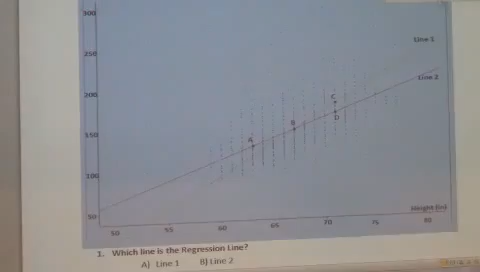 300
250
Line 1
Line 2
200
C
B
D
150
A
100
50
Height (in)
50
55
60
65
70
75
80
1. Which line is the Regression Line?
A) Line 1 B) Line 2